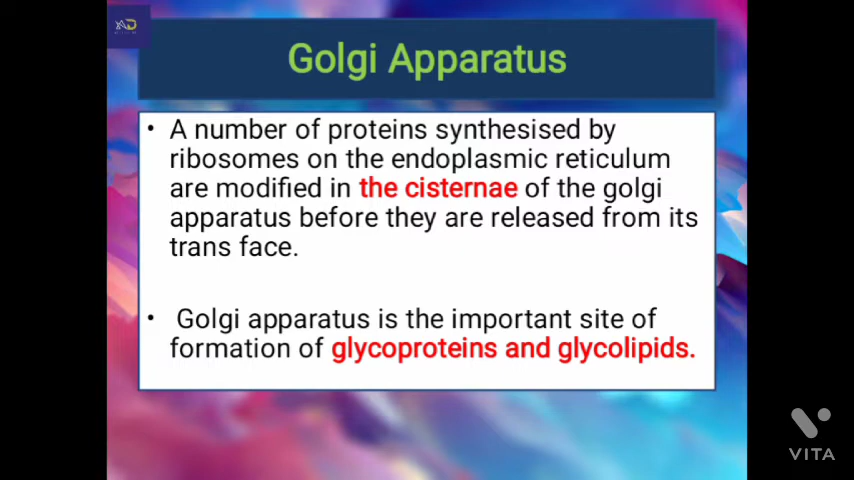 Golgi Apparatus
• A number of proteins synthesised by
ribosomes on the endoplasmic reticulum
are modified in the cisternae of the golgi
apparatus before they are released from its
trans face.
• Golgi apparatus is the important site of
formation of glycoproteins and glycolipids.
VITA